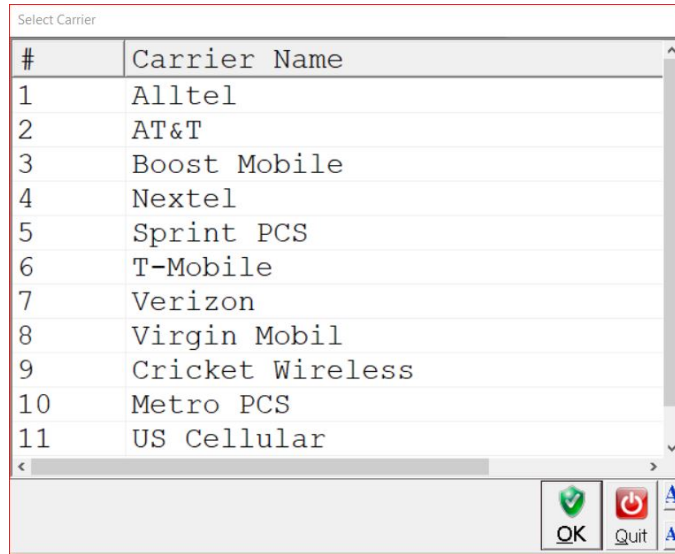 Select Carrier
# Carrier Name
1 Alltel
2 AT&T
3 Boost Mobile
4 Nextel
5 Sprint PCS
6 T-Mobile
7 Verizon
8 Virgin Mobil
9 Cricket Wireless
10 Metro PCS
11 US Cellular
OK Quit A
A